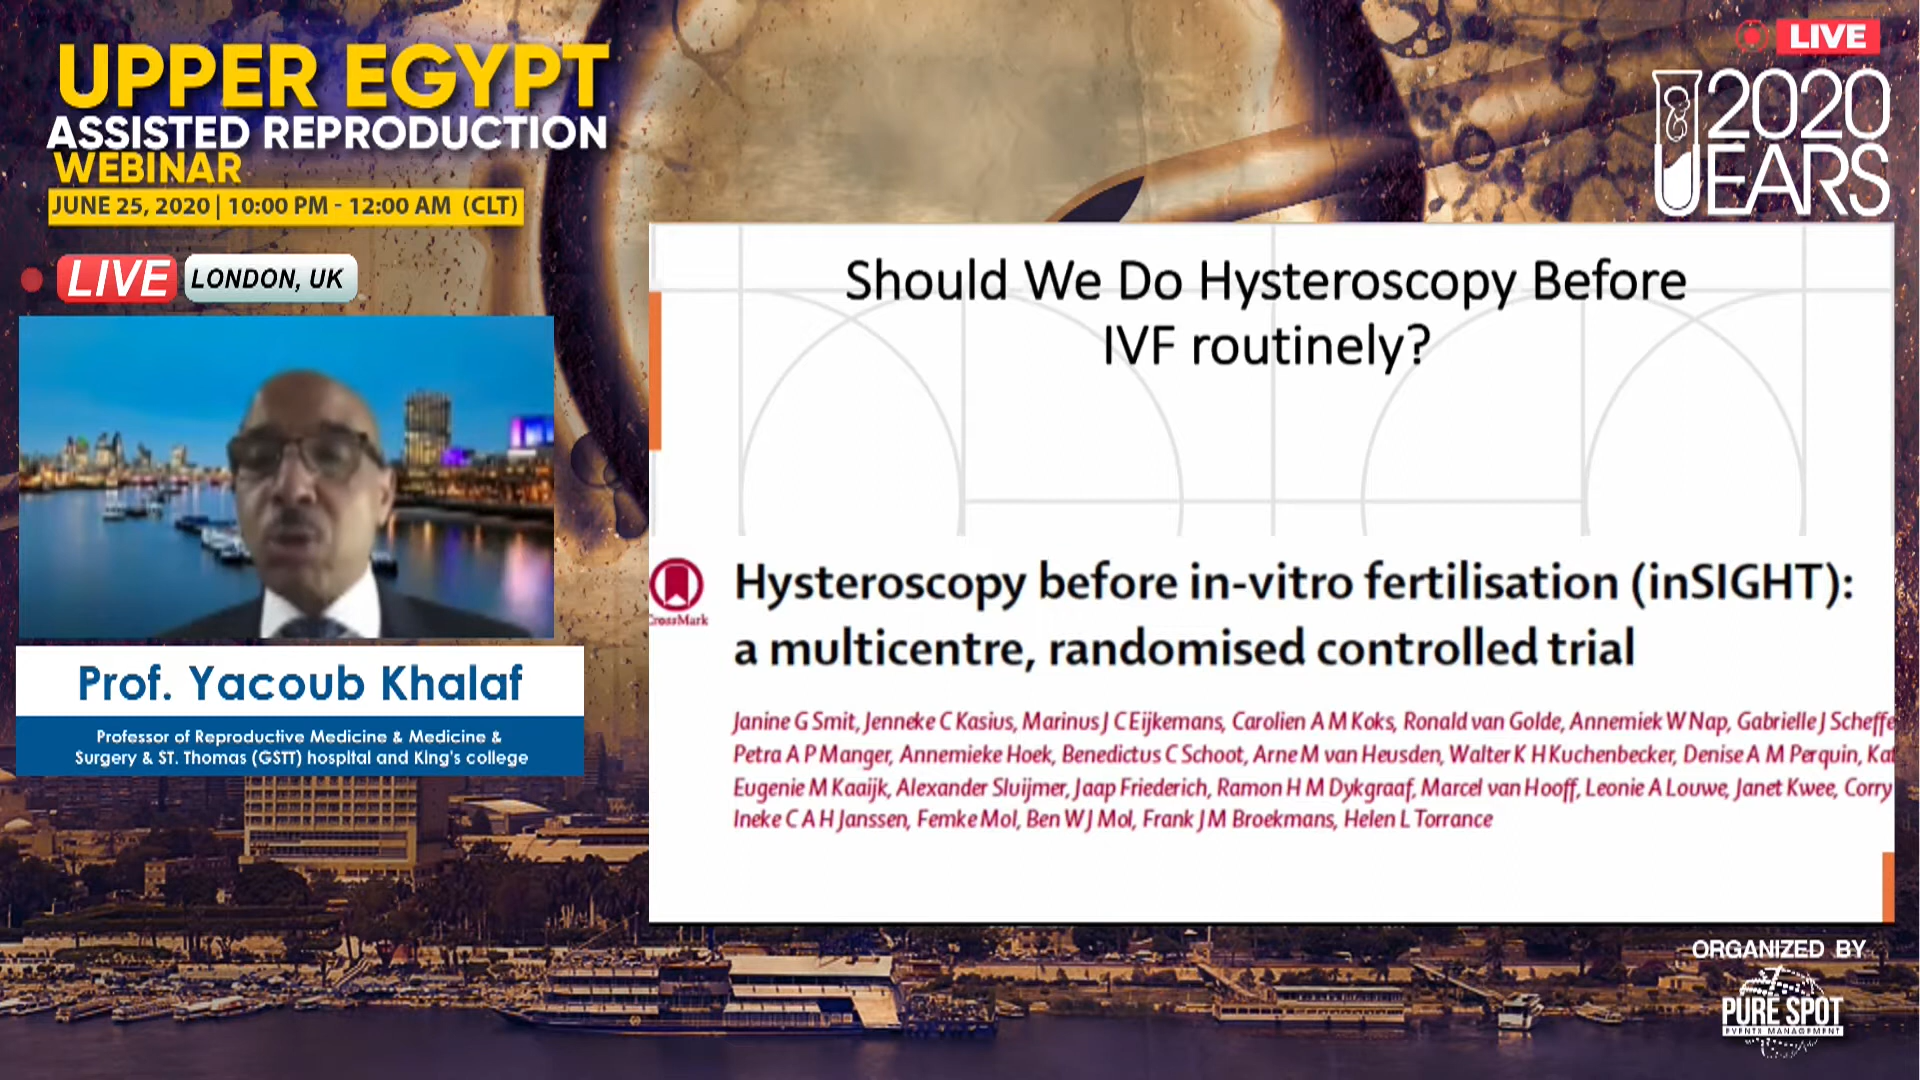 UPPER EGYPT
ASSISTED REPRODUCTION
WEBINAR
JUNE 25, 2020 | 10:00 PM - 12:00 AM (CLT)
LIVE
LONDON, UK
Prof. Yacoub Khalaf
Professor of Reproductive Medicine & Medicine &
Surgery & ST. Thomas (GSTT) hospital and King's college
LIVE
2020
UEARS
Should We Do Hysteroscopy Before
IVF routinely?
CrossMark
Hysteroscopy before in-vitro fertilisation (inSIGHT):
a multicentre, randomised controlled trial
Janine G Smit, Jenneke C Kasius, Marinus J C Eijkemans, Carolien A M Koks, Ronald van Golde, Annemiek W Nap, Gabrielle J Scheffe
Petra A P Manger, Annemieke Hoek, Benedictus C Schoot, Arne M van Heusden, Walter K H Kuchenbecker, Denise A M Perquin, Kat
Eugenie M Kaaijk, Alexander Sluijmer, Jaap Friederich, Ramon H M Dykgraaf, Marcel van Hooff, Leonie A Louwe, Janet Kwee, Corry
Ineke C A H Janssen, Femke Mol, Ben W J Mol, Frank J M Broekmans, Helen L Torrance
ORGANIZED BY
PURE SPOT
EVENTS MANAGEMENT